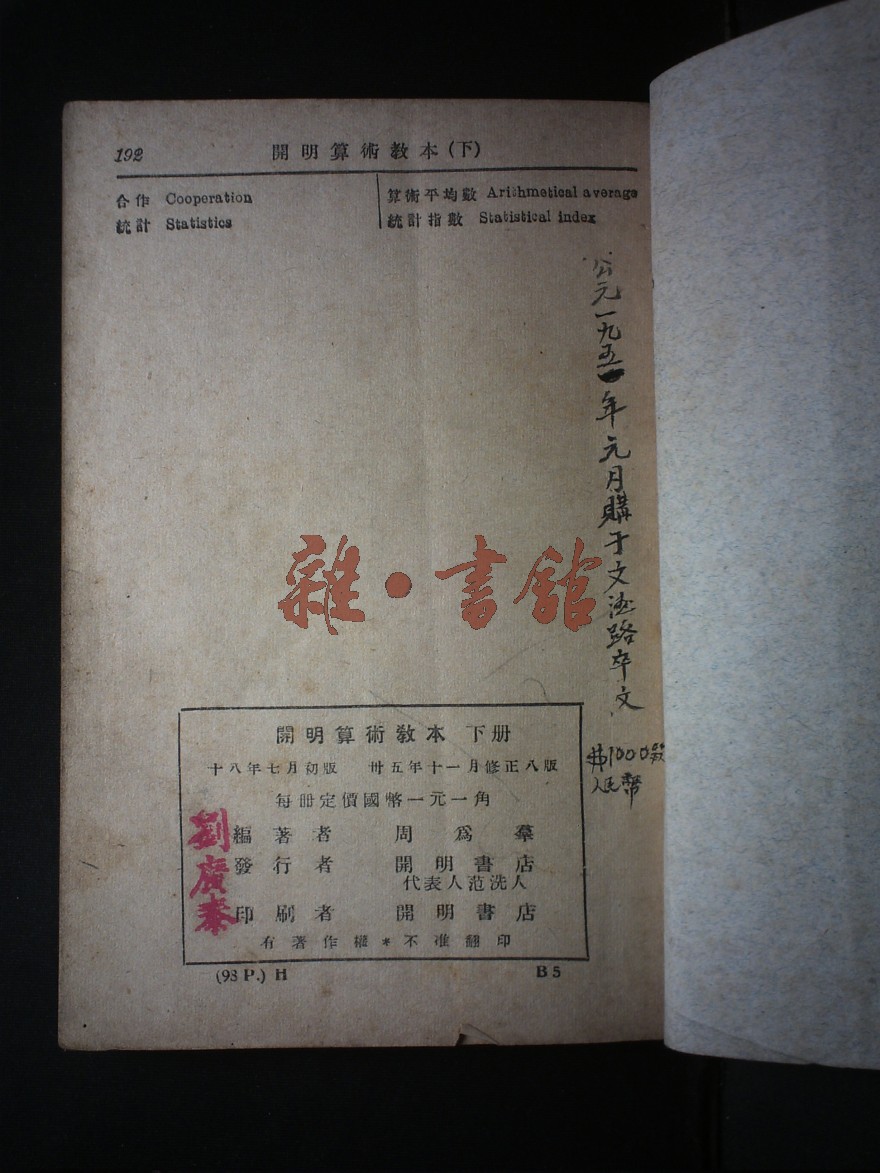 192 開明算術教本(下)
合作 Cooperation
統計 Statistics
算術平均數 Arithmetical average
統計指數 Statistical index
公元一九五一年元月購于文德路卒文
1000
人民幣
雜·書館
開明算術教本 下册
十八年七月初版 卅五年十一月修正八版
每册定價國幣一元一角
編著者 周為羣
發行者 開明書店
代表人范洗人
印刷者 開明書店
有著作權*不准翻印
劉廣泰
(98 P.) H B5